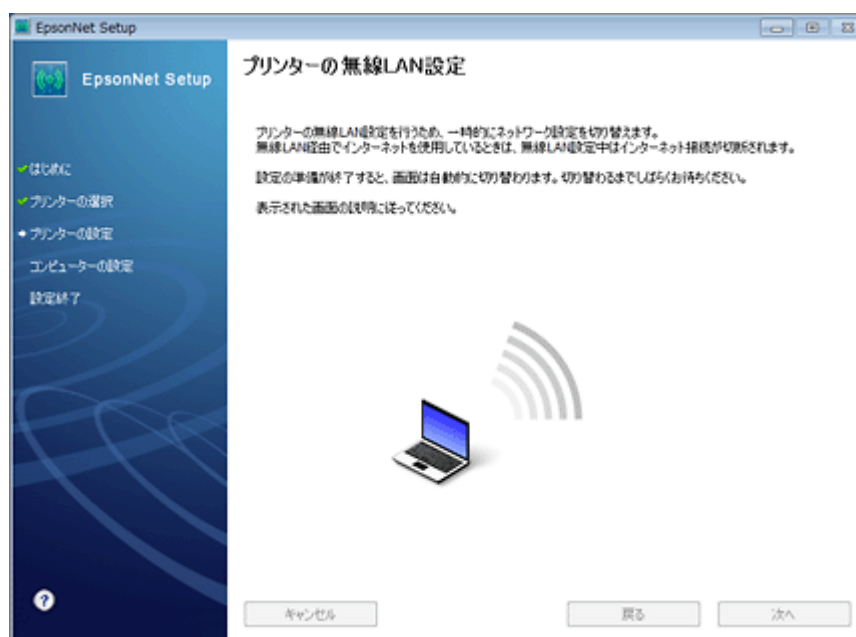 EpsonNet Setup
EpsonNet Setup
はじめに
プリンターの選択
プリンターの設定
コンピューターの設定
設定終了
プリンターの無線LAN設定
プリンターの無線LAN設定を行うため、一時的にネットワーク設定を切り替えます。
無線LAN経由でインターネットを使用しているときは、無線LAN設定中はインターネット接続が切断されます。
設定の準備が終了すると、画面は自動的に切り替わります。切り替わるまでしばらくお待ちください。
表示された画面の説明に従ってください。
?
キャンセル
戻る
次へ